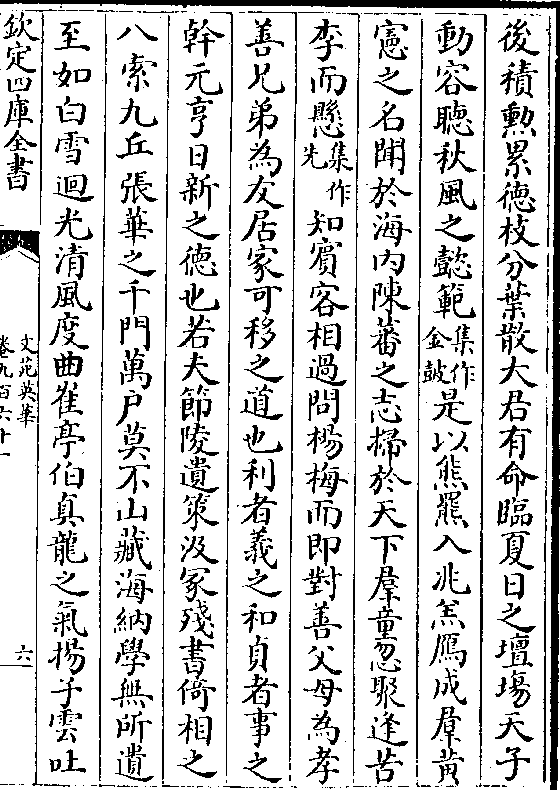 後積勲累徳枝分葉散大君有命臨夏日之壇塲天子
動容聽秋風之懿範集作金鼓是以熊羆入兆羔鴈成羣黄
憲之名聞於海内陳蕃之志掃於天下羣童忽聚逢苦
李而懸集作先知賓容相過問楊梅而即對善父母為孝
善兄弟為友居家可移之道也利者義之和貞者事之
幹元亨日新之徳也若夫節陵遺策汲冡殘書倚相之
八索九丘張華之千門萬户莫不山藏海納學無所遺
至如白雪迴光清風度曲崔亭伯真龍之氣揚子雲吐
欽定四庫全書
文苑英華
卷九百六十一
六